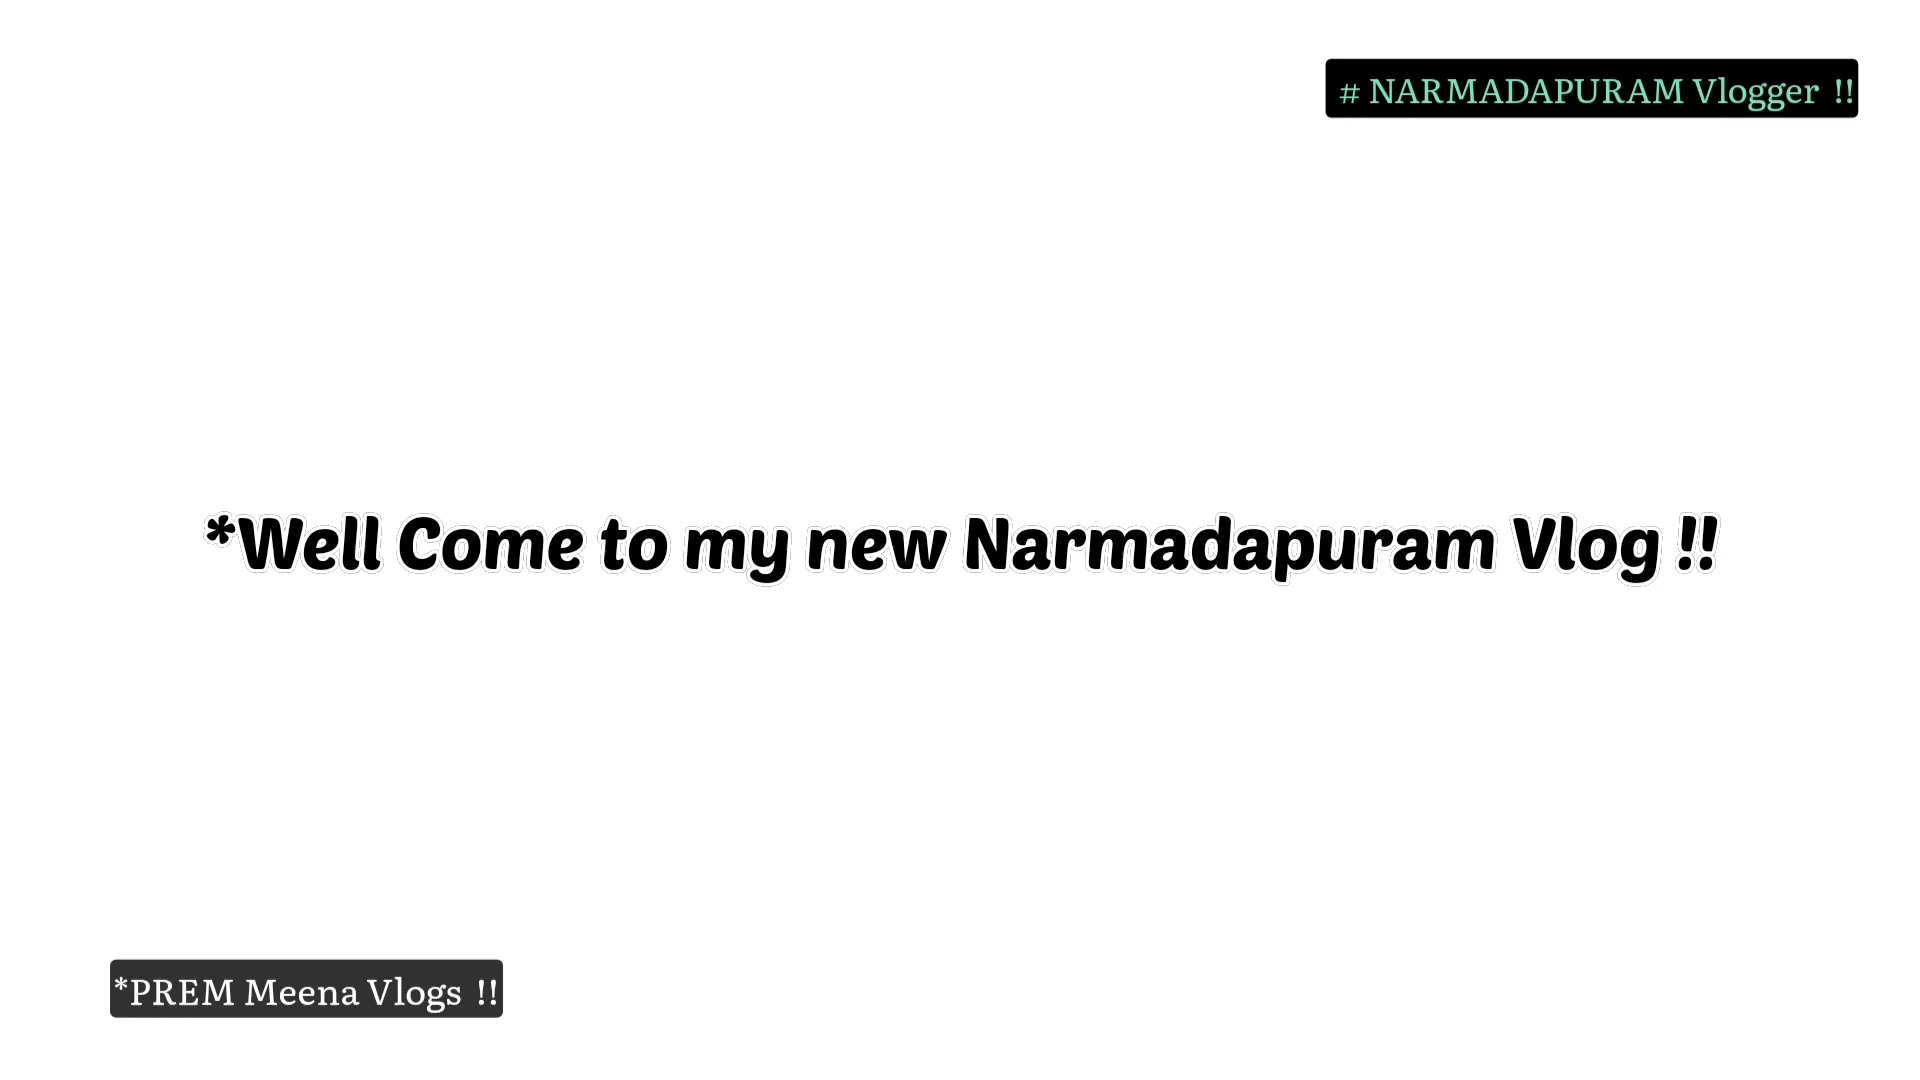 # NARMADAPURAM Vlogger !!
*Well Come to my new Narmadapuram Vlog !!
*PREM Meena Vlogs !!